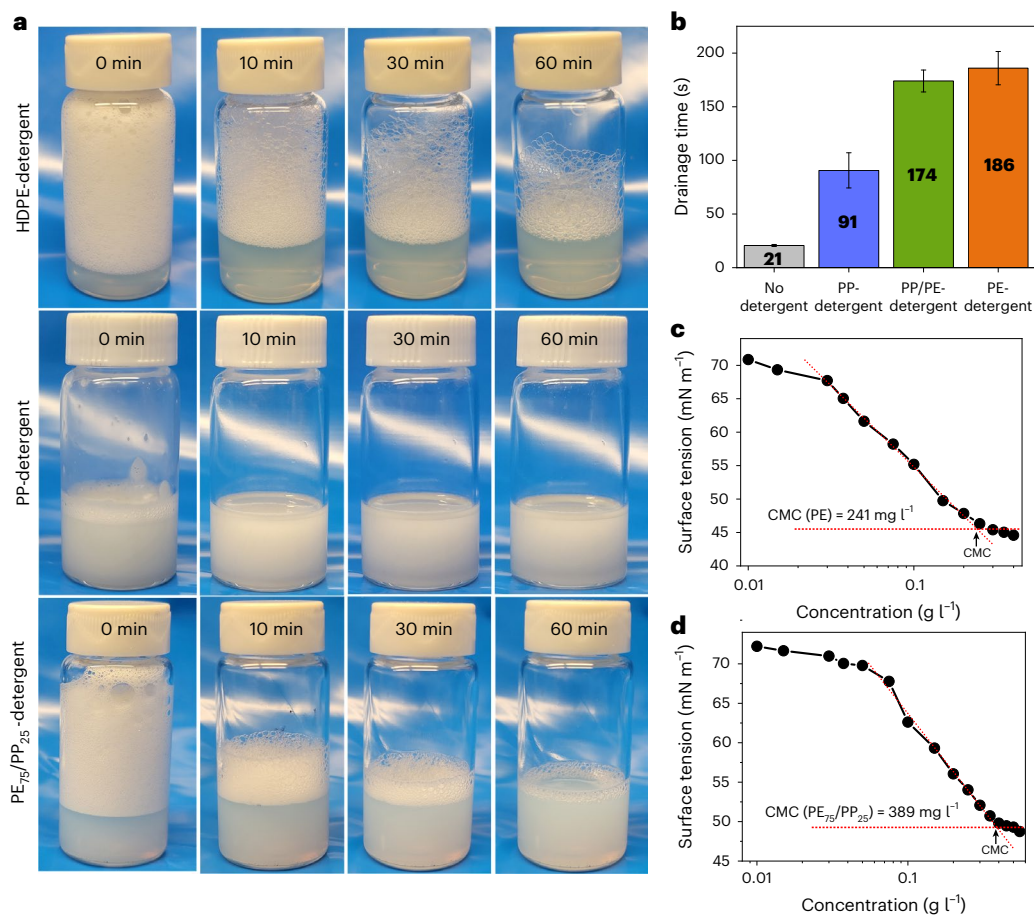 a
0 min
10 min
30 min
60 min
HDPE-detergent
0 min
10 min
30 min
60 min
PP-detergent
0 min
10 min
30 min
60 min
PE75/PP25-detergent
b
Drainage time (s)
200
150
100
50
0
21
91
174
186
No detergent
PP-detergent
PP/PE-detergent
PE-detergent
c
Surface tension (mN m⁻¹)
70
65
60
55
50
45
40
CMC (PE) = 241 mg l⁻¹
CMC
0.01
0.1
Concentration (g l⁻¹)
d
Surface tension (mN m⁻¹)
70
65
60
55
50
45
CMC (PE75/PP25) = 389 mg l⁻¹
CMC
0.01
0.1
Concentration (g l⁻¹)